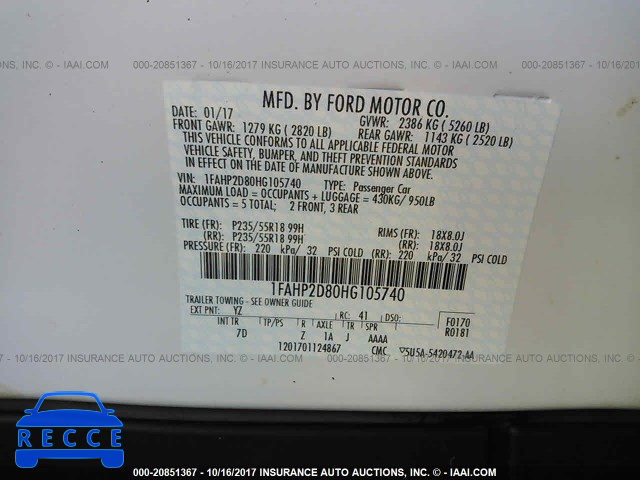 000-20851367 - 10/16/2017 INSURANCE AUTO AUCTIONS, INC. - IAAI.COM
MFD. BY FORD MOTOR CO.
DATE: 01/17 GVWR: 2386 KG ( 5260 LB)
FRONT GAWR: 1279 KG ( 2820 LB) REAR GAWR: 1143 KG ( 2520 LB)
THIS VEHICLE CONFORMS TO ALL APPLICABLE FEDERAL MOTOR
VEHICLE SAFETY, BUMPER, AND THEFT PREVENTION STANDARDS
IN EFFECT ON THE DATE OF MANUFACTURE SHOWN ABOVE.
VIN: 1FAHP2D80HG105740 TYPE: Passenger Car
MAXIMUM LOAD = OCCUPANTS + LUGGAGE = 430KG/ 950LB
OCCUPANTS = 5 TOTAL; 2 FRONT, 3 REAR
TIRE (FR): P235/55R18 99H RIMS (FR): 18X8.0J
(RR): P235/55R18 99H (RR): 18X8.0J
PRESSURE (FR): 220 kPa/ 32 PSI COLD (RR): 220 kPa/ 32 PSI COLD
1FAHP2D80HG105740
TRAILER TOWING - SEE OWNER GUIDE
EXT PNT: YZ RC: 41 DSO: F0170
INT TR TP/PS R AXLE TR SPR R0181
7D Z 1A J AAAA
1201701124867 CMC ▽5U5A-5420472-AA
000-20851367 - 10/16/2017 INSURANCE AUTO AUCTIONS, INC. - IAAI.COM
RECCE
000-20851367 - 10/16/2017 INSURANCE AUTO AUCTIONS, INC. - IAAI.COM